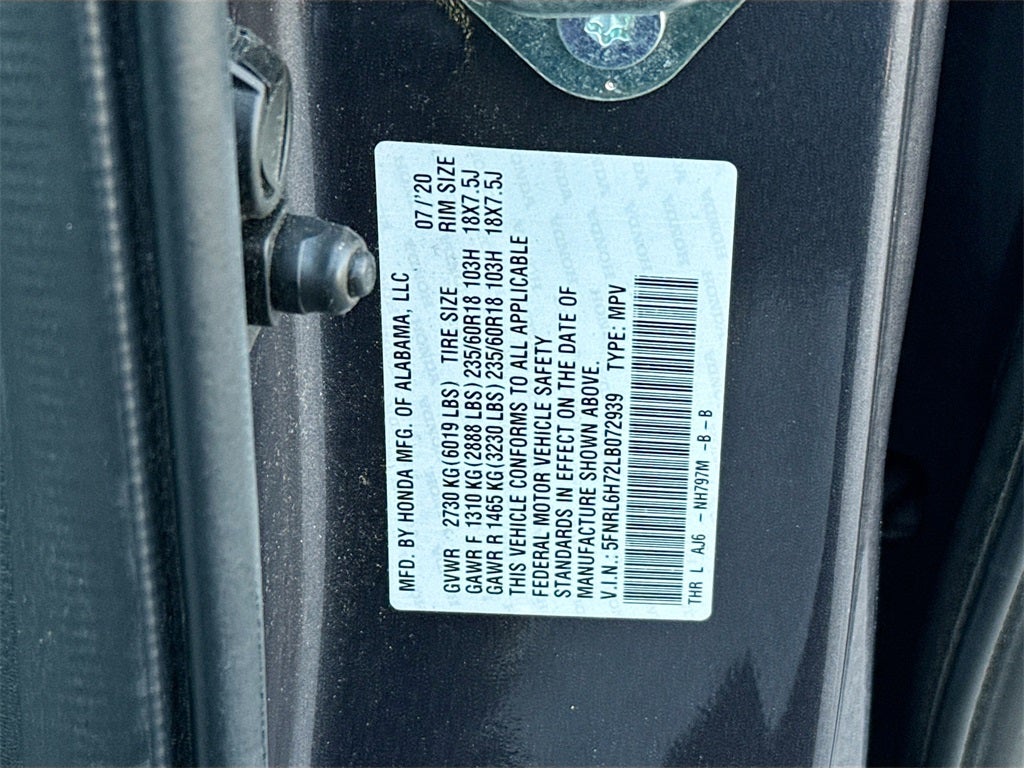 MFD. BY HONDA MFG. OF ALABAMA, LLC 07/'20
GVWR 2730 KG(6019 LBS) TIRE SIZE RIM SIZE
GAWR F 1310 KG(2888 LBS)235/60R18 103H 18X7.5J
GAWR R 1465 KG(3230 LBS)235/60R18 103H 18X7.5J
THIS VEHICLE CONFORMS TO ALL APPLICABLE
FEDERAL MOTOR VEHICLE SAFETY
STANDARDS IN EFFECT ON THE DATE OF
MANUFACTURE SHOWN ABOVE.
V.I.N.: 5FNRL6H72LB072939 TYPE: MPV
THR L AJ6 -NH797M -B-B